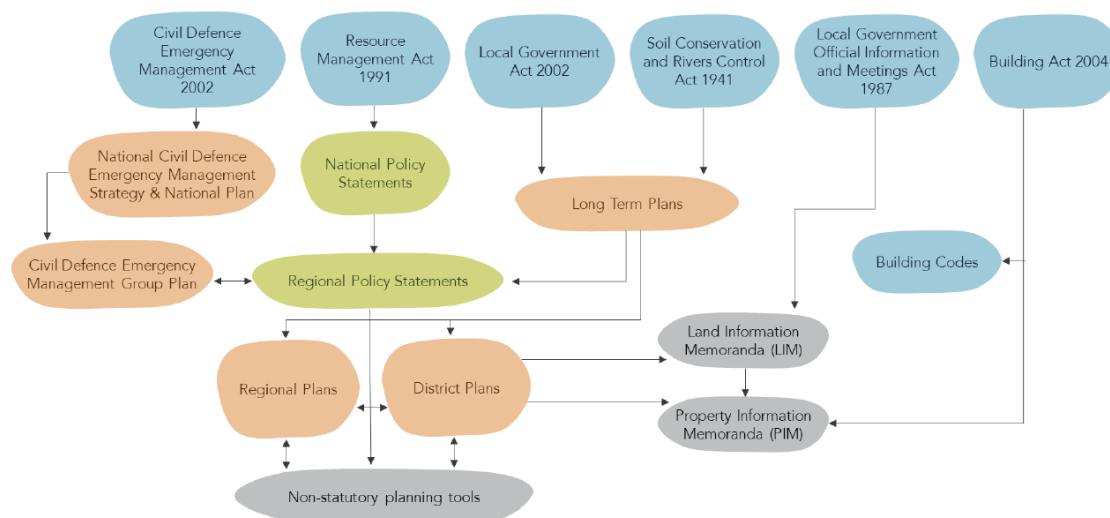 Civil Defence
Emergency
Management Act
2002
Resource
Management Act
1991
Local Government
Act 2002
Soil Conservation
and Rivers Control
Act 1941
Local Government
Official Information
and Meetings Act
1987
Building Act 2004
National Civil Defence
Emergency Management
Strategy & National Plan
National Policy
Statements
Long Term Plans
Civil Defence Emergency
Management Group Plan
Regional Policy Statements
Building Codes
Land Information
Memoranda (LIM)
Regional Plans
District Plans
Property Information
Memoranda (PIM)
Non-statutory planning tools